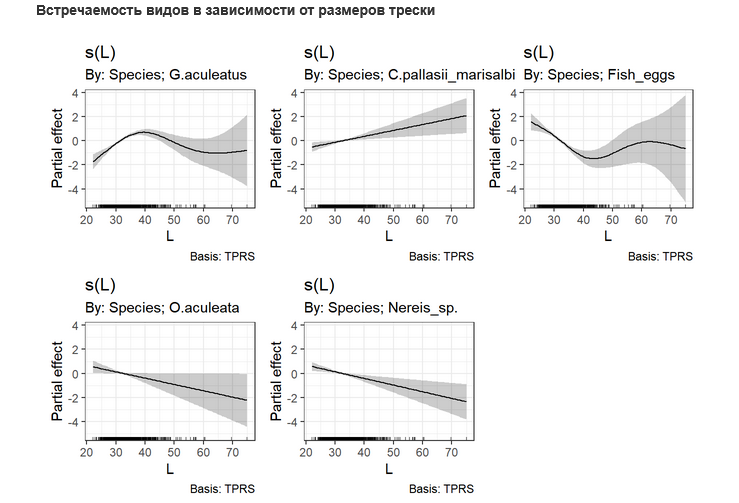 Встречаемость видов в зависимости от размеров трески
s(L)
By: Species; G.aculeatus
4
2
0
-2
-4
Partial effect
20 30 40 50 60 70
L
Basis: TPRS
s(L)
By: Species; C.pallasii_marisalbi
4
2
0
-2
-4
Partial effect
20 30 40 50 60 70
L
Basis: TPRS
s(L)
By: Species; Fish_eggs
4
2
0
-2
-4
Partial effect
20 30 40 50 60 70
L
Basis: TPRS
s(L)
By: Species; O.aculeata
4
2
0
-2
-4
Partial effect
20 30 40 50 60 70
L
Basis: TPRS
s(L)
By: Species; Nereis_sp.
4
2
0
-2
-4
Partial effect
20 30 40 50 60 70
L
Basis: TPRS